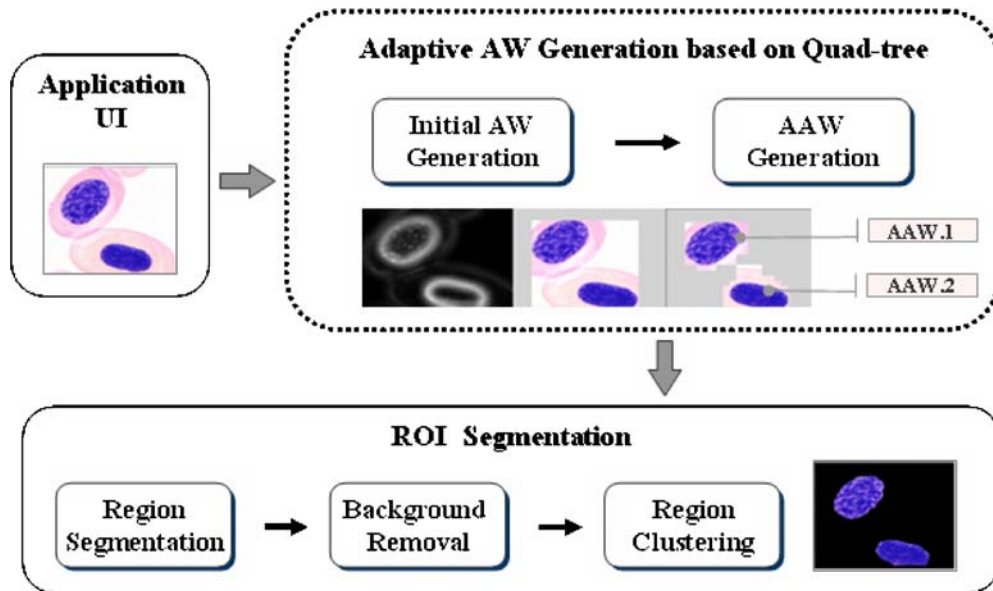 Application
UI
Adaptive AW Generation based on Quad-tree
Initial AW
Generation
AAW
Generation
AAW.1
AAW.2
ROI Segmentation
Region
Segmentation
Background
Removal
Region
Clustering